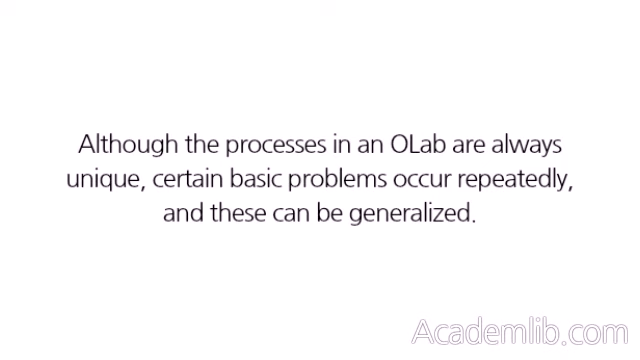 Although the processes in an OLab are always
unique, certain basic problems occur repeatedly,
and these can be generalized.
Academlib.com